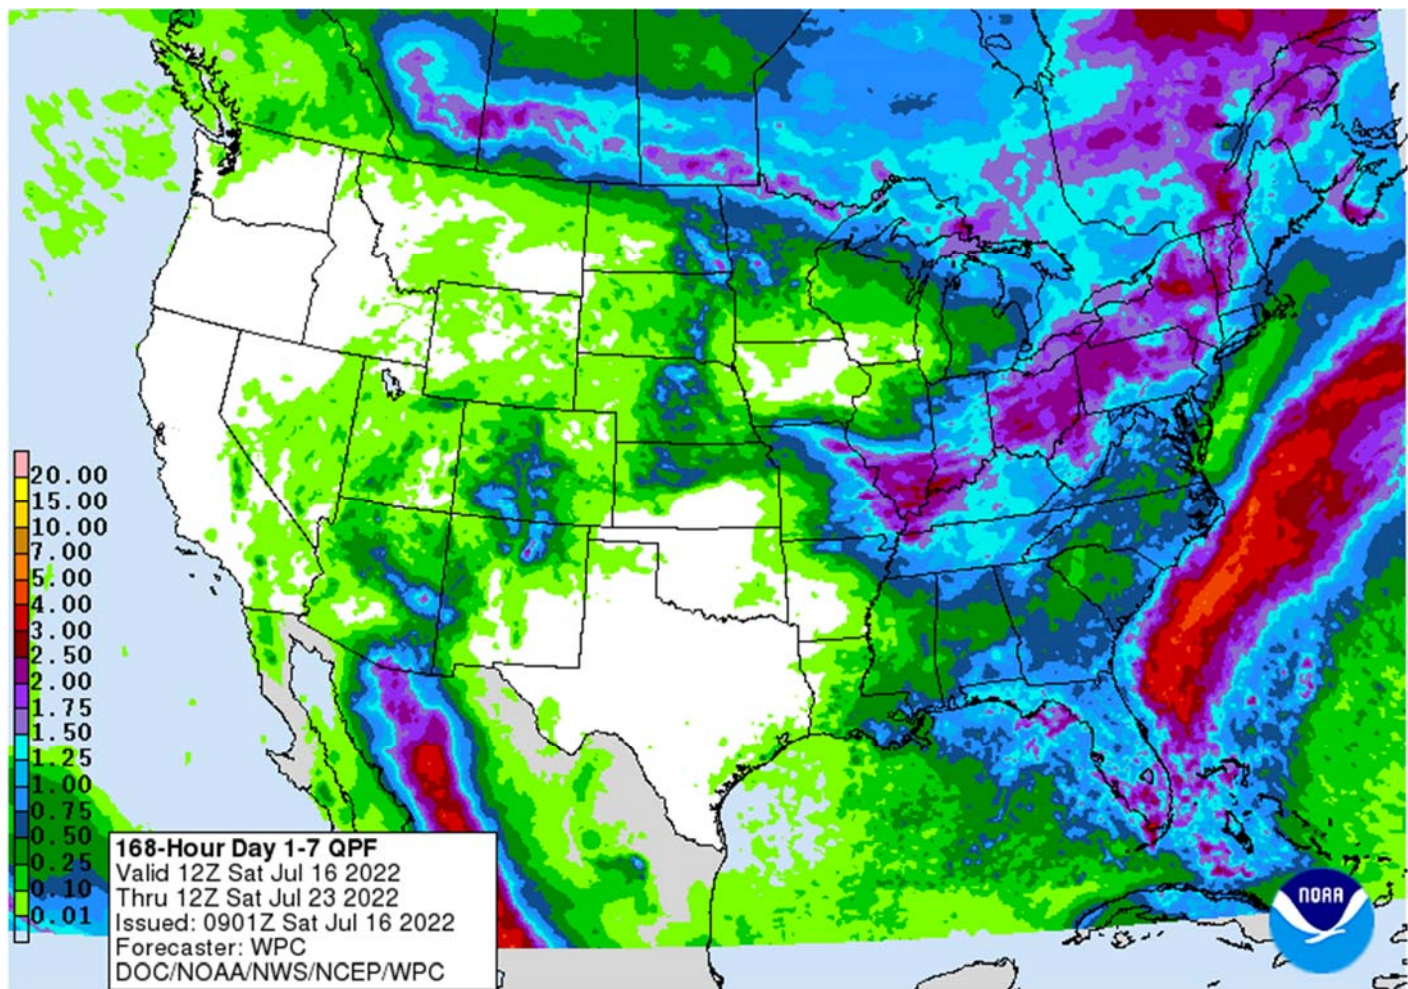 20.00
15.00
10.00
7.00
5.00
4.00
3.00
2.50
2.00
1.75
1.50
1.25
1.00
0.75
0.50
0.25
0.10
0.01
168-Hour Day 1-7 QPF
Valid 12Z Sat Jul 16 2022
Thru 12Z Sat Jul 23 2022
Issued: 0901Z Sat Jul 16 2022
Forecaster: WPC
DOC/NOAA/NWS/NCEP/WPC
NOAA